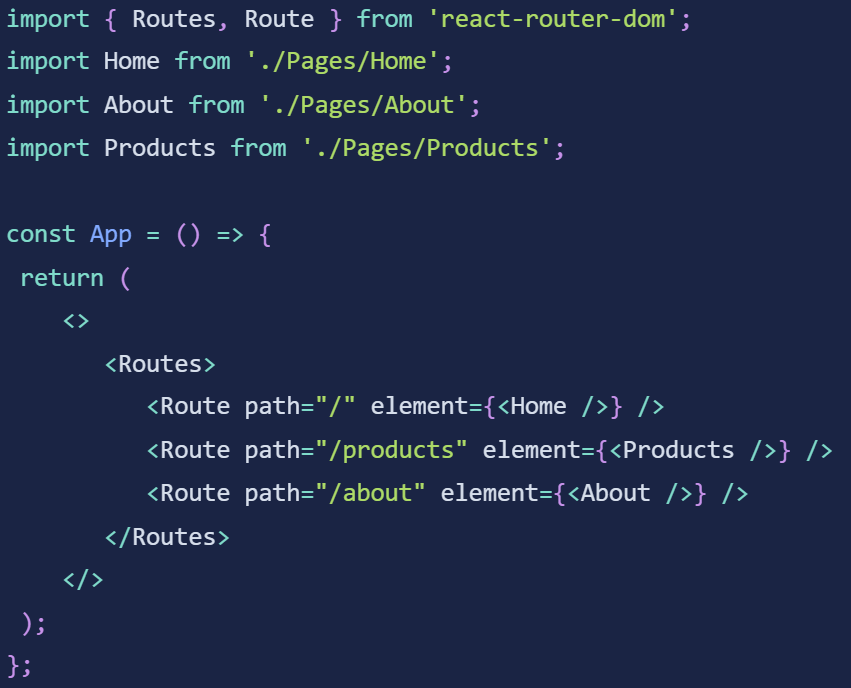 import { Routes, Route } from 'react-router-dom';
import Home from './Pages/Home';
import About from './Pages/About';
import Products from './Pages/Products';

const App = () => {
 return (
    <>
       <Routes>
          <Route path="/" element={<Home />} />
          <Route path="/products" element={<Products />} />
          <Route path="/about" element={<About />} />
       </Routes>
    </>
 );
};